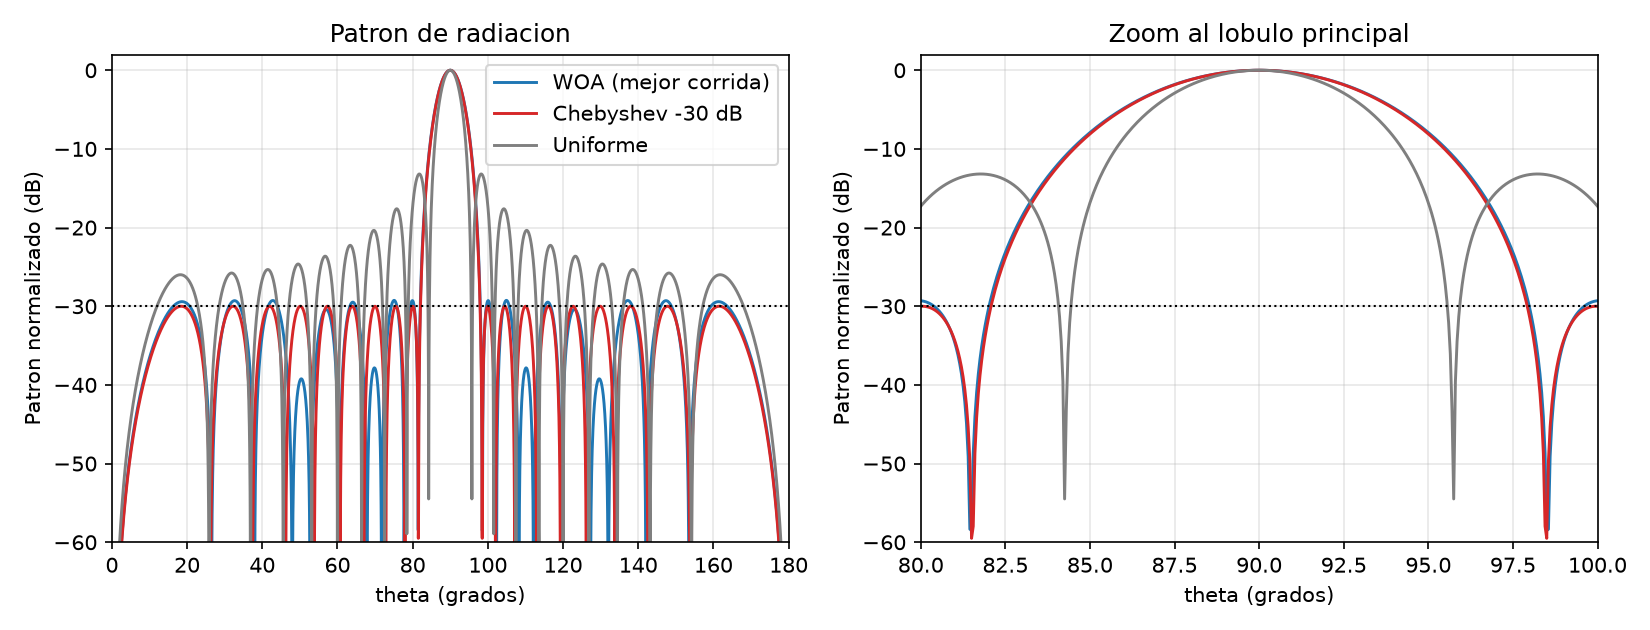 Patron de radiacion
Patron normalizado (dB)
0
−10
−20
−30
−40
−50
−60
WOA (mejor corrida)
Chebyshev -30 dB
Uniforme
0 20 40 60 80 100 120 140 160 180
theta (grados)
Zoom al lobulo principal
Patron normalizado (dB)
0
−10
−20
−30
−40
−50
−60
80.0 82.5 85.0 87.5 90.0 92.5 95.0 97.5 100.0
theta (grados)